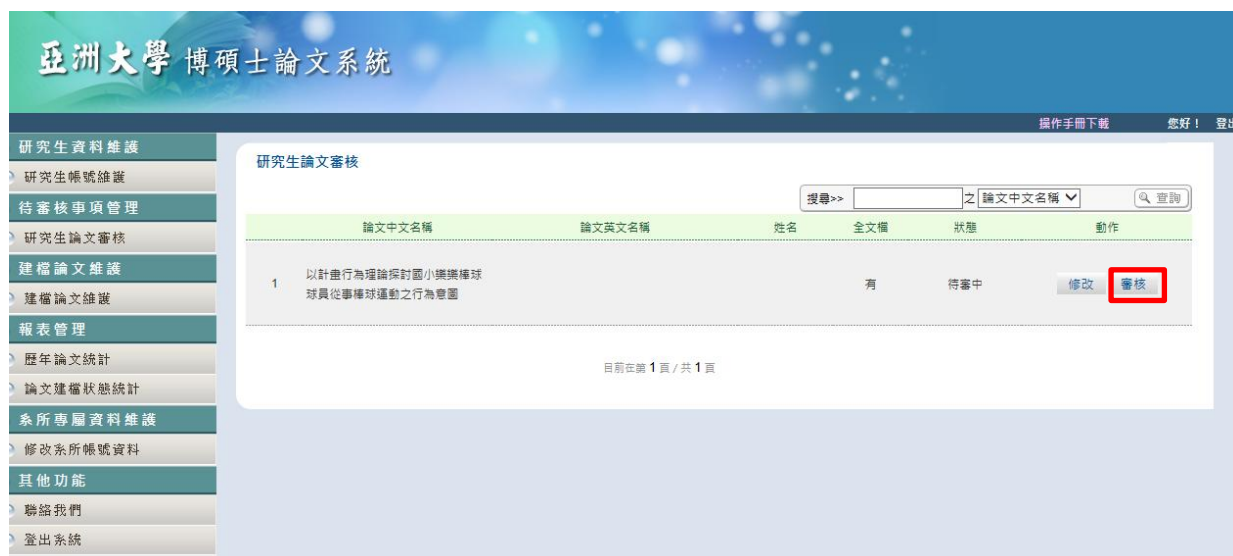 亞洲大學 博碩士論文系統
操作手冊下載 您好！ 登出
研究生資料維護
研究生帳號維護
待審核事項管理
研究生論文審核
建檔論文維護
建檔論文維護
報表管理
歷年論文統計
論文建檔狀態統計
系所專屬資料維護
修改系所帳號資料
其他功能
聯絡我們
登出系統
研究生論文審核
搜尋>> 之 論文中文名稱 查詢
論文中文名稱 論文英文名稱 姓名 全文檔 狀態 動作
1 以計畫行為理論探討國小樂樂棒球 有 待審中 修改 審核
球員從事棒球運動之行為意圖
目前在第 1 頁 / 共 1 頁